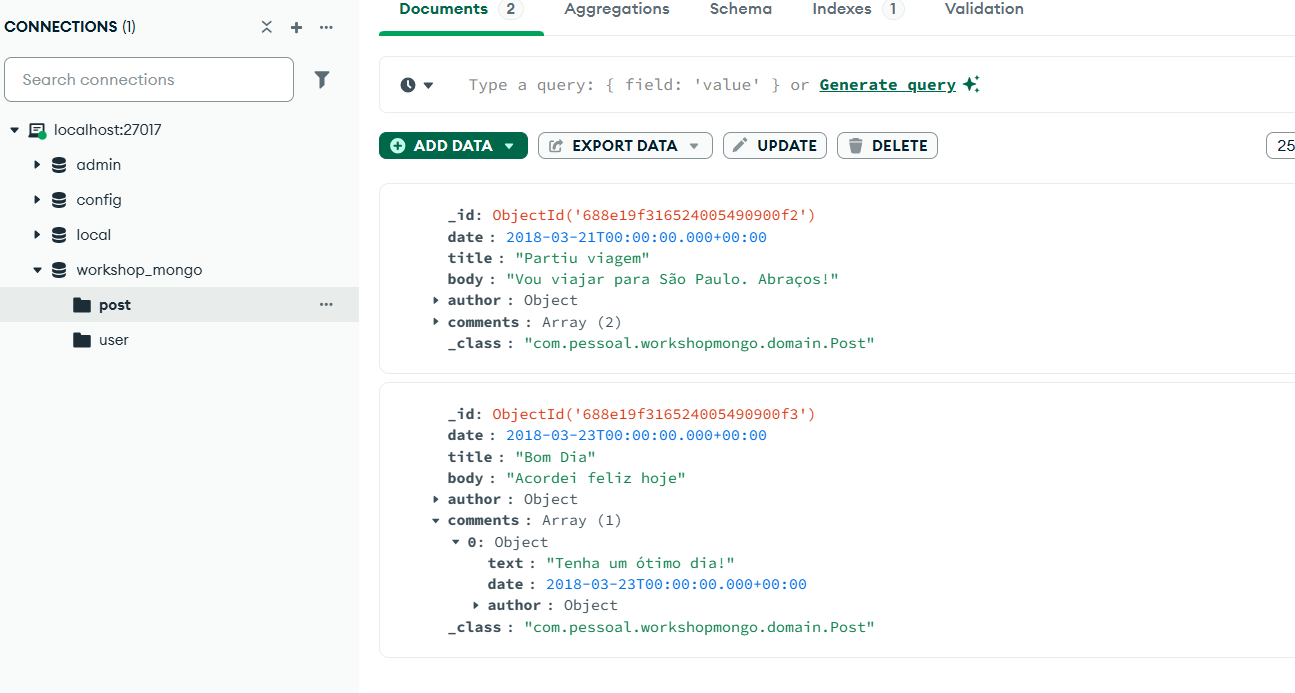 CONNECTIONS (1)
Search connections
localhost:27017
admin
config
local
workshop_mongo
post
user
Documents 2 Aggregations Schema Indexes 1 Validation
Type a query: { field: 'value' } or Generate query
ADD DATA EXPORT DATA UPDATE DELETE 25
_id: ObjectId('688e19f316524005490900f2')
date : 2018-03-21T00:00:00.000+00:00
title : "Partiu viagem"
body : "Vou viajar para São Paulo. Abraços!"
author : Object
comments : Array (2)
_class : "com.pessoal.workshopmongo.domain.Post"
_id: ObjectId('688e19f316524005490900f3')
date : 2018-03-23T00:00:00.000+00:00
title : "Bom Dia"
body : "Acordei feliz hoje"
author : Object
comments : Array (1)
0: Object
text : "Tenha um ótimo dia!"
date : 2018-03-23T00:00:00.000+00:00
author : Object
_class : "com.pessoal.workshopmongo.domain.Post"